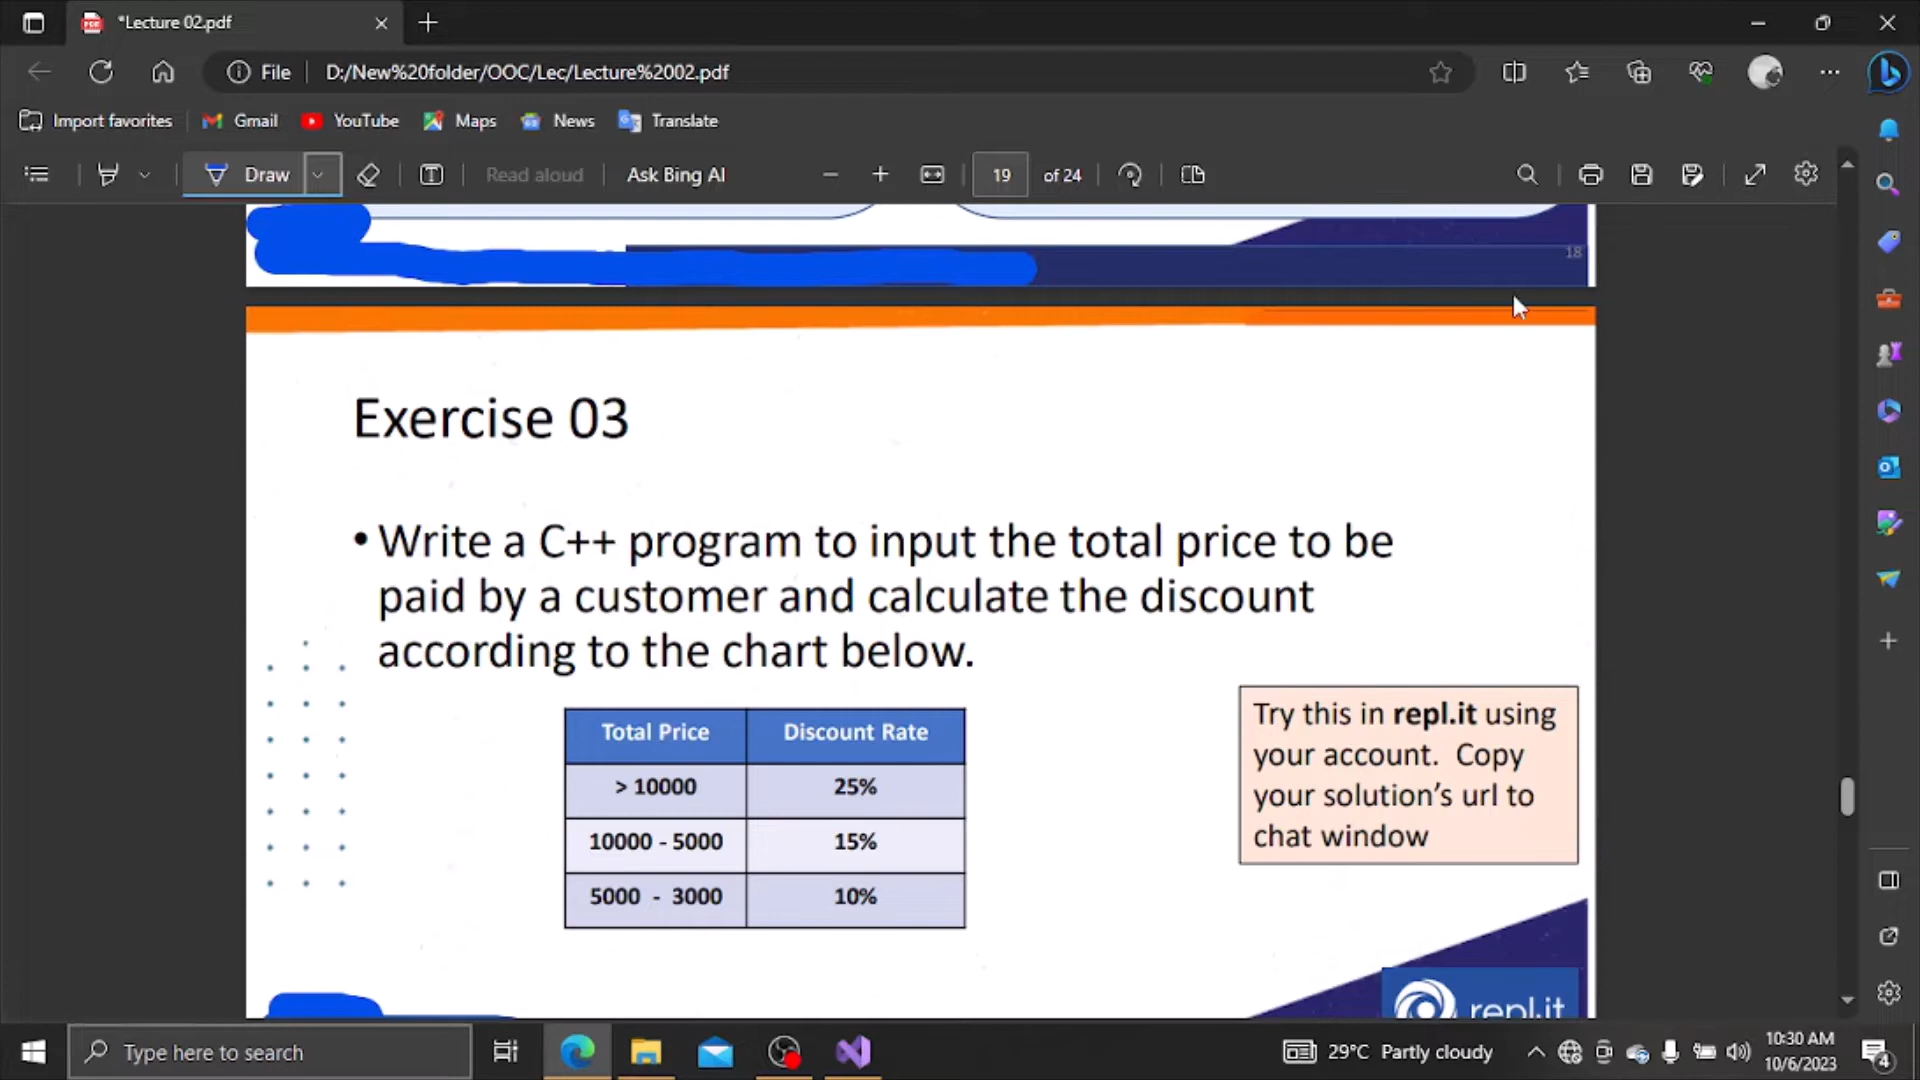 *Lecture 02.pdf
File
D:/New%20folder/OOC/Lec/Lecture%2002.pdf
Import favorites
Gmail
YouTube
Maps
News
Translate
Draw
Read aloud
Ask Bing AI
19
of 24
18
Exercise 03
• Write a C++ program to input the total price to be
paid by a customer and calculate the discount
according to the chart below.
Total Price Discount Rate
> 10000 25%
10000 - 5000 15%
5000 - 3000 10%
Try this in repl.it using
your account. Copy
your solution's url to
chat window
repl.it
Type here to search
29°C Partly cloudy
10:30 AM
10/6/2023
4